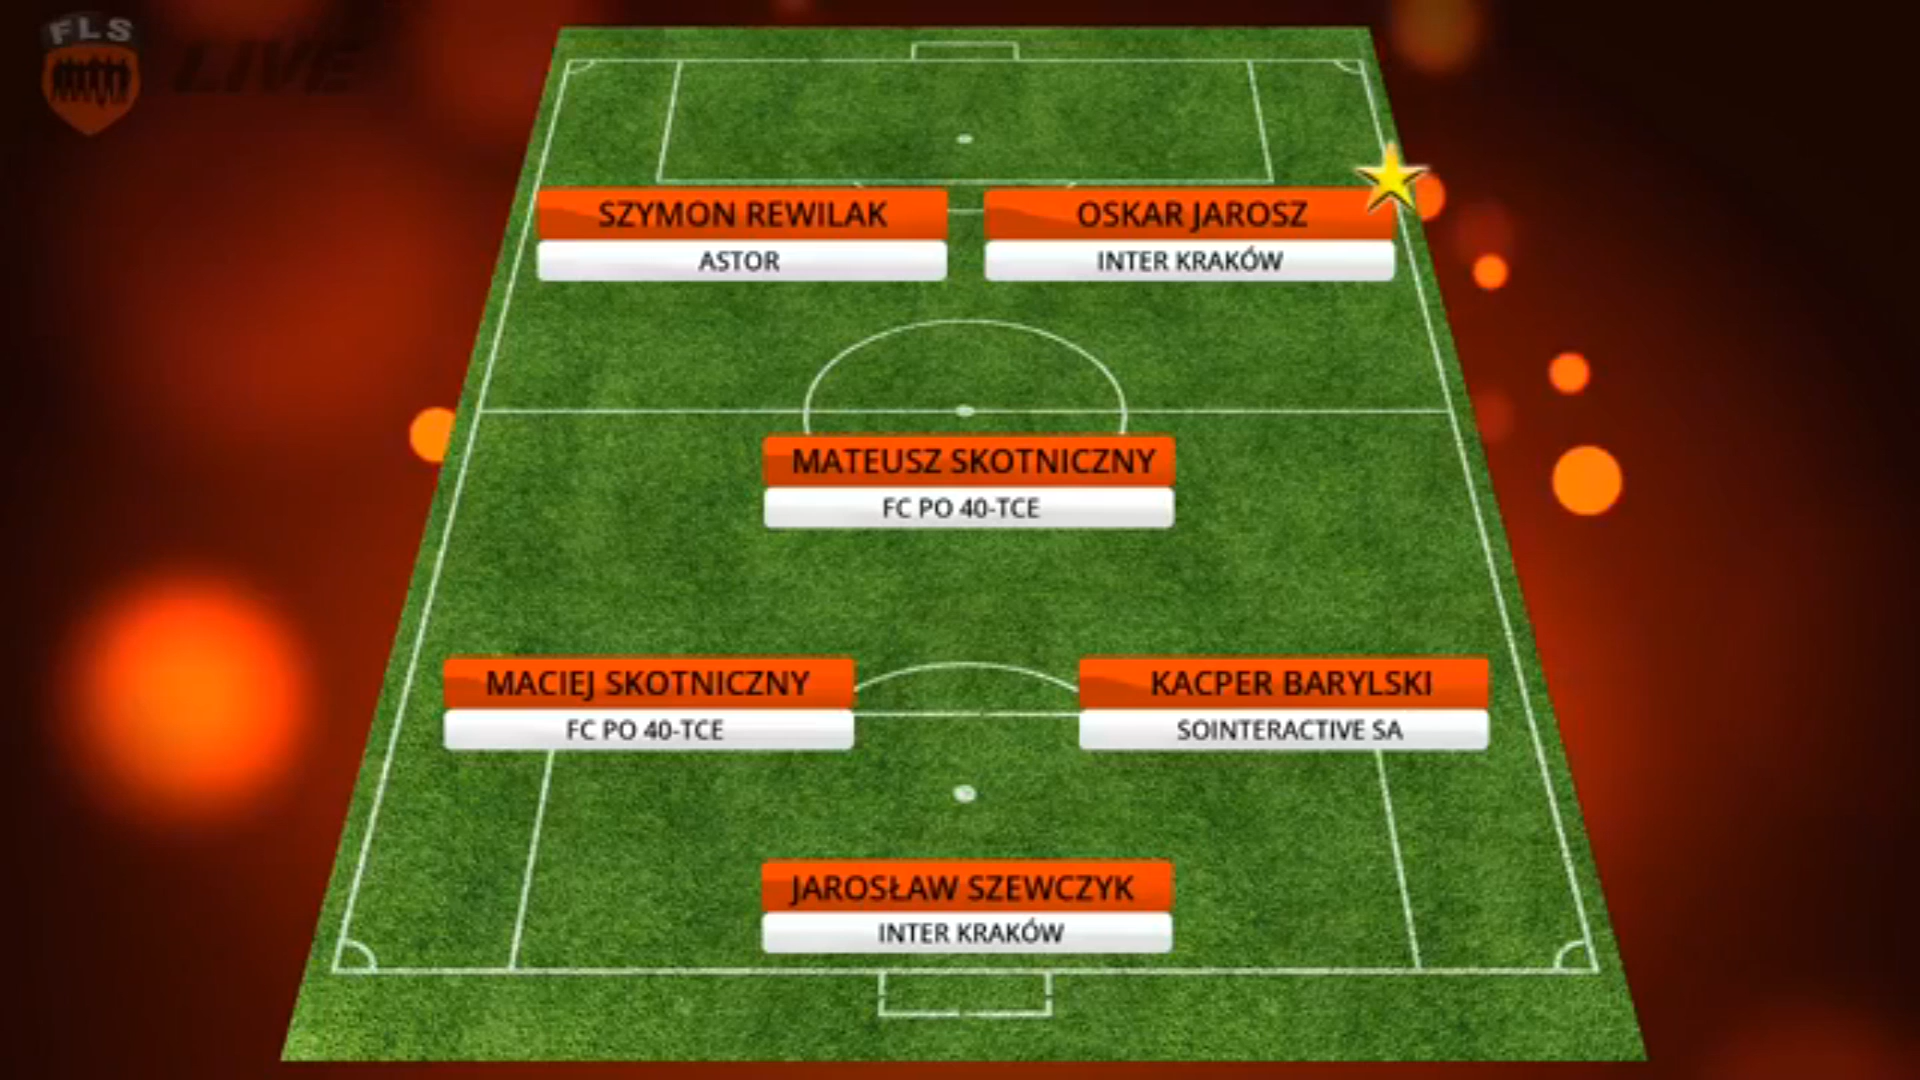 FLS
LIVE
SZYMON REWILAK
ASTOR
OSKAR JAROSZ
INTER KRAKÓW
MATEUSZ SKOTNICZNY
FC PO 40-TCE
MACIEJ SKOTNICZNY
FC PO 40-TCE
KACPER BARYLSKI
SOINTERACTIVE SA
JAROSŁAW SZEWCZYK
INTER KRAKÓW